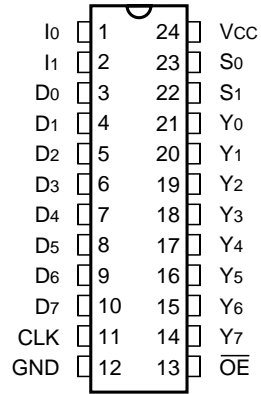 I0 1 24 VCC
I1 2 23 S0
D0 3 22 S1
D1 4 21 Y0
D2 5 20 Y1
D3 6 19 Y2
D4 7 18 Y3
D5 8 17 Y4
D6 9 16 Y5
D7 10 15 Y6
CLK 11 14 Y7
GND 12 13 O̅E̅